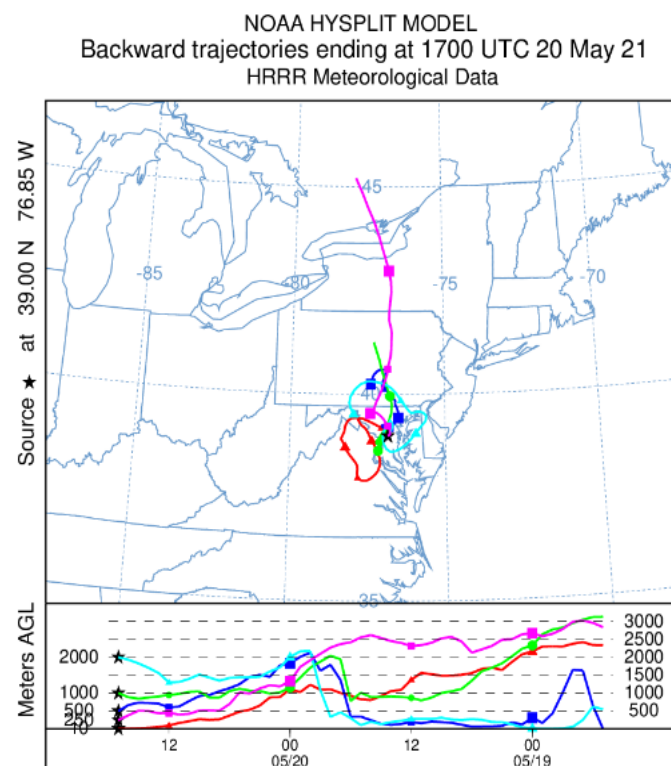 NOAA HYSPLIT MODEL
Backward trajectories ending at 1700 UTC 20 May 21
HRRR Meteorological Data
Source ★ at 39.00 N 76.85 W
45
-85
-80
-75
-70
40
35
Meters AGL
3000
2500
2000 2000
1500
1000 1000
500 500
250
10
12 00 12 00
05/20 05/19